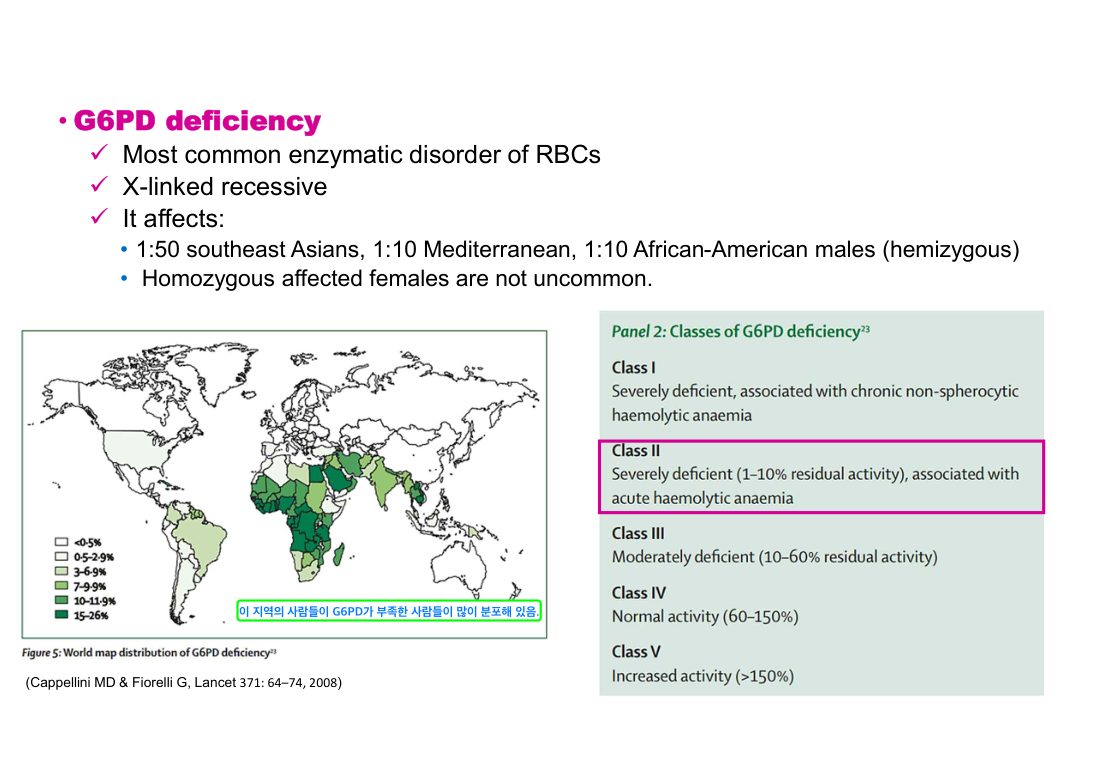 • G6PD deficiency
✓ Most common enzymatic disorder of RBCs
✓ X-linked recessive
✓ It affects:
• 1:50 southeast Asians, 1:10 Mediterranean, 1:10 African-American males (hemizygous)
• Homozygous affected females are not uncommon.
<0·5%
0·5–2·9%
3–6·9%
7–9·9%
10–11·9%
15–26%
이 지역의 사람들이 G6PD가 부족한 사람들이 많이 분포해 있음.
Figure 5: World map distribution of G6PD deficiency²³
(Cappellini MD & Fiorelli G, Lancet 371: 64–74, 2008)
Panel 2: Classes of G6PD deficiency²³
Class I
Severely deficient, associated with chronic non-spherocytic
haemolytic anaemia
Class II
Severely deficient (1–10% residual activity), associated with
acute haemolytic anaemia
Class III
Moderately deficient (10–60% residual activity)
Class IV
Normal activity (60–150%)
Class V
Increased activity (>150%)